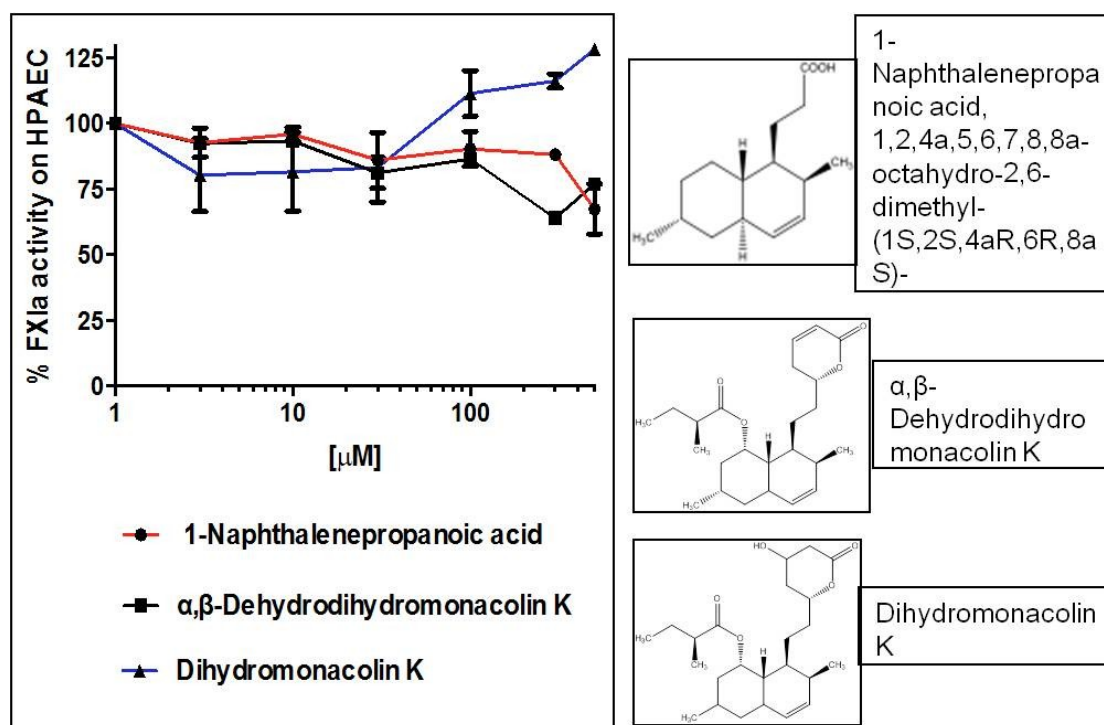 % FXIa activity on HPAEC
125
100
75
50
25
0
1
10
100
[µM]
1-Naphthalenepropanoic acid
α,β-Dehydrodihydromonacolin K
Dihydromonacolin K
COOH
H
CH₃
H₃C
H
1-
Naphthalenepropa
noic acid,
1,2,4a,5,6,7,8,8a-
octahydro-2,6-
dimethyl-
(1S,2S,4aR,6R,8a
S)-
O
O
O
H₃C
O
H
CH₃
CH₃
H₃C
α,β-
Dehydrodihydro
monacolin K
HO
O
O
O
H₃C
O
H
CH₃
CH₃
H₃C
Dihydromonacolin
K